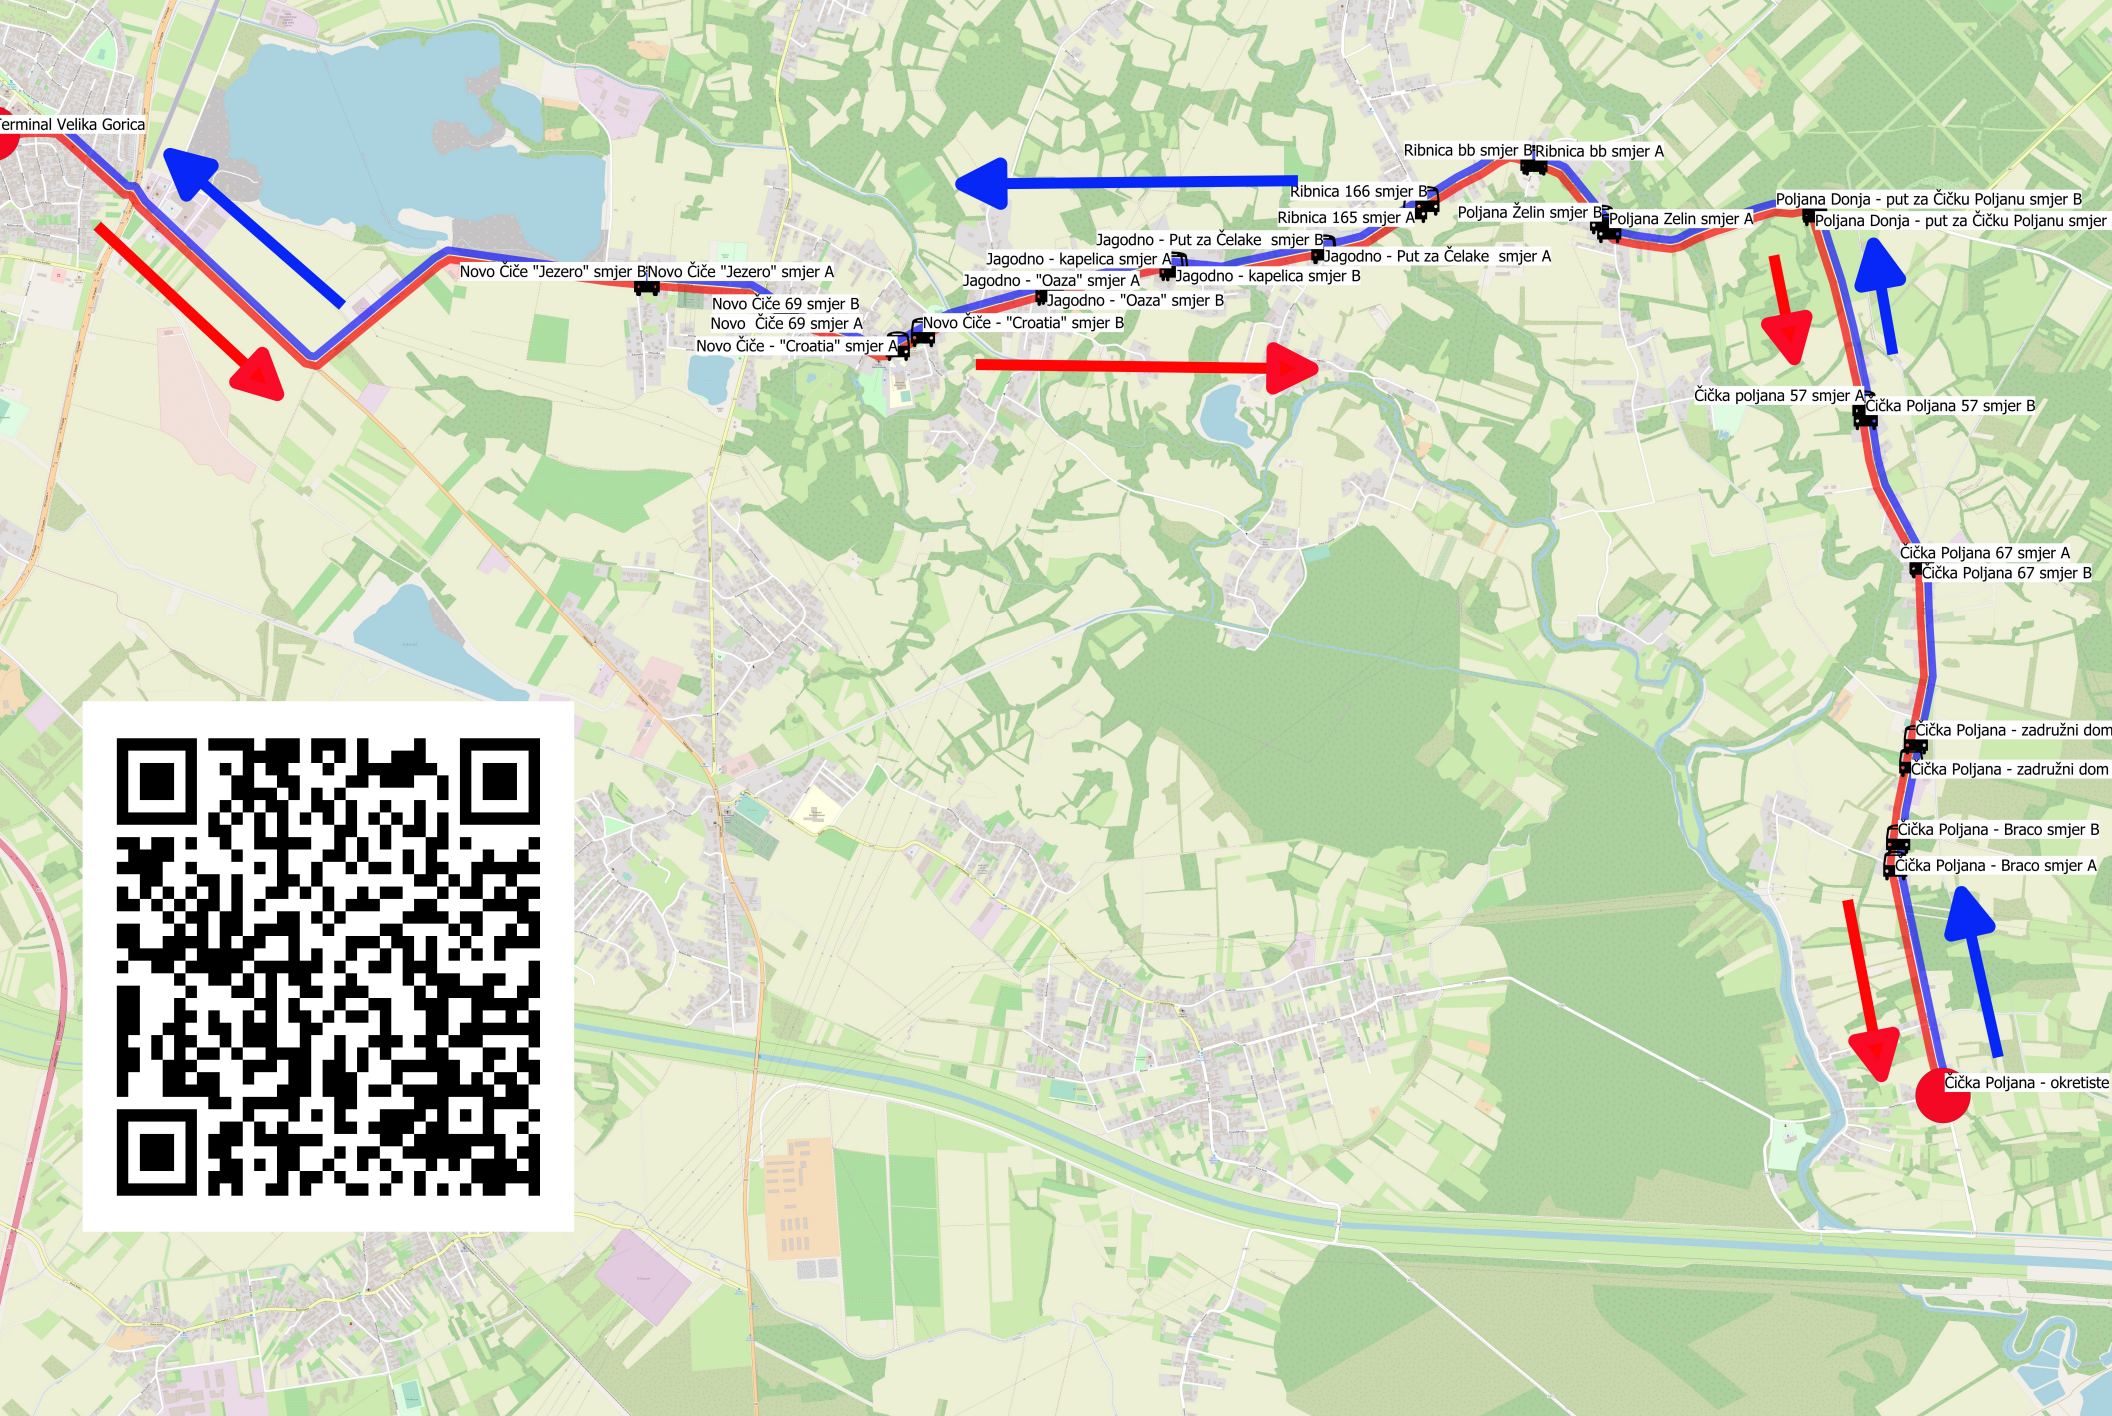 Terminal Velika Gorica
Ribnica bb smjer B
Ribnica bb smjer A
Ribnica 166 smjer B
Ribnica 165 smjer A
Poljana Želin smjer B
Poljana Zelin smjer A
Poljana Donja - put za Čičku Poljanu smjer B
Poljana Donja - put za Čičku Poljanu smjer
Jagodno - Put za Čelake  smjer B
Jagodno - Put za Čelake  smjer A
Jagodno - kapelica smjer A
Jagodno - kapelica smjer B
Novo Čiče "Jezero" smjer B
Novo Čiče "Jezero" smjer A
Jagodno - "Oaza" smjer A
Jagodno - "Oaza" smjer B
Novo Čiče 69 smjer B
Novo  Čiče 69 smjer A
Novo Čiče - "Croatia" smjer B
Novo Čiče - "Croatia" smjer A
Čička poljana 57 smjer A
Čička Poljana 57 smjer B
Čička Poljana 67 smjer A
Čička Poljana 67 smjer B
Čička Poljana - zadružni dom
Čička Poljana - zadružni dom
Čička Poljana - Braco smjer B
Čička Poljana - Braco smjer A
Čička Poljana - okretište